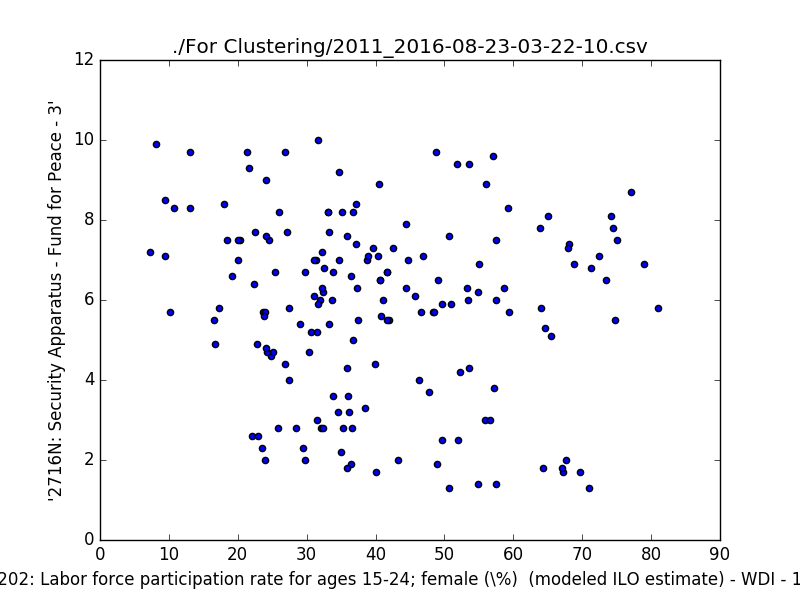 ./For Clustering/2011_2016-08-23-03-22-10.csv
12
10
8
6
4
2
0
'2716N: Security Apparatus - Fund for Peace - 3'
0 10 20 30 40 50 60 70 80 90
202: Labor force participation rate for ages 15-24; female (\%) (modeled ILO estimate) - WDI - 1